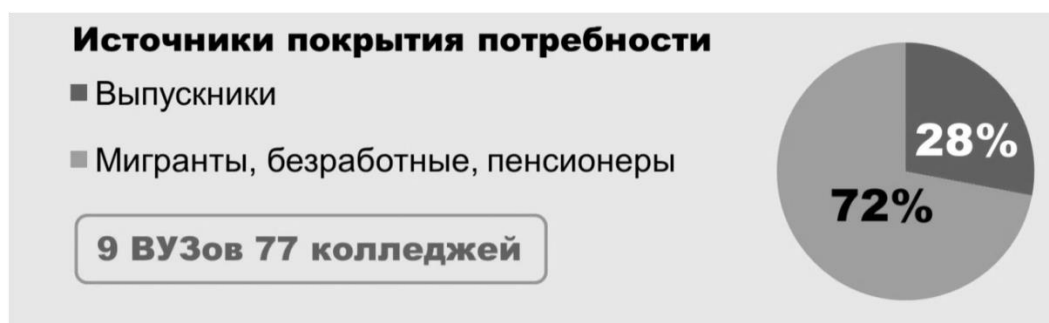 Источники покрытия потребности
Выпускники
Мигранты, безработные, пенсионеры
9 ВУЗов 77 колледжей
28%
72%